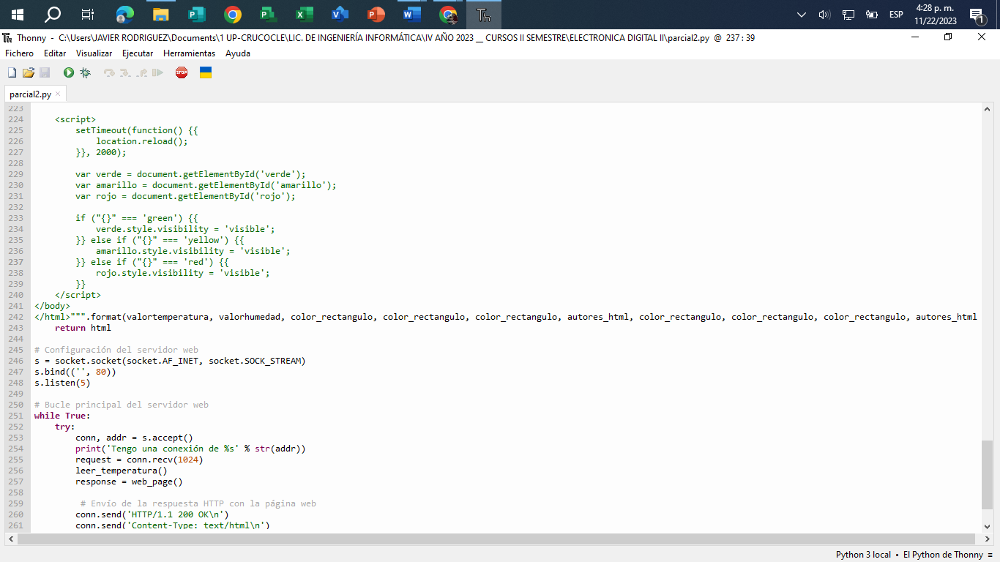 ESP
4:28 p. m.
11/22/2023
1
Th Thonny - C:\Users\JAVIER RODRIGUEZ\Documents\1 UP-CRUCOCLE\LIC. DE INGENIERÍA INFORMÁTICA\IV AÑO 2023 __ CURSOS II SEMESTRE\ELECTRONICA DIGITAL II\parcial2.py @ 237 : 39
Fichero Editar Visualizar Ejecutar Herramientas Ayuda
STOP
parcial2.py ×
223
224     <script>
225         setTimeout(function() {{
226             location.reload();
227         }}, 2000);
228
229         var verde = document.getElementById('verde');
230         var amarillo = document.getElementById('amarillo');
231         var rojo = document.getElementById('rojo');
232
233         if ("{}" === 'green') {{
234             verde.style.visibility = 'visible';
235         }} else if ("{}" === 'yellow') {{
236             amarillo.style.visibility = 'visible';
237         }} else if ("{}" === 'red') {{
238             rojo.style.visibility = 'visible';
239         }}
240     </script>
241 </body>
242 </html>""".format(valortemperatura, valorhumedad, color_rectangulo, color_rectangulo, color_rectangulo, autores_html, color_rectangulo, color_rectangulo, color_rectangulo, autores_html
243     return html
244
245 # Configuración del servidor web
246 s = socket.socket(socket.AF_INET, socket.SOCK_STREAM)
247 s.bind(('', 80))
248 s.listen(5)
249
250 # Bucle principal del servidor web
251 while True:
252     try:
253         conn, addr = s.accept()
254         print('Tengo una conexión de %s' % str(addr))
255         request = conn.recv(1024)
256         leer_temperatura()
257         response = web_page()
258
259          # Envío de la respuesta HTTP con la página web
260         conn.send('HTTP/1.1 200 OK\n')
261         conn.send('Content-Type: text/html\n')
Python 3 local • El Python de Thonny ≡